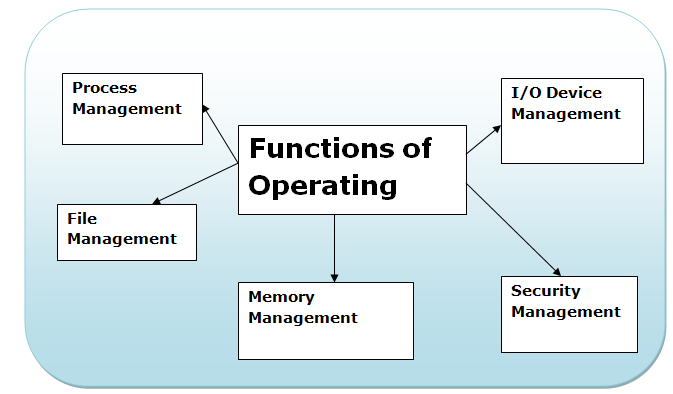 Process
Management
I/O Device
Management
Functions of
Operating
File
Management
Memory
Management
Security
Management